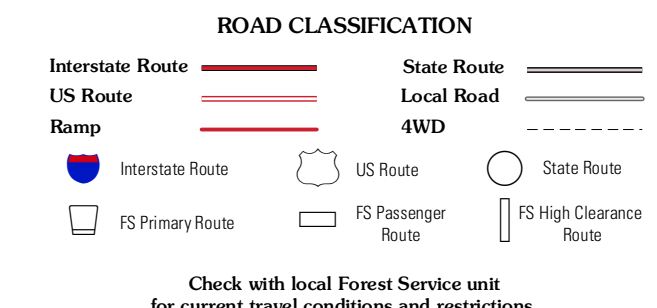 ROAD CLASSIFICATION
Interstate Route
State Route
US Route
Local Road
Ramp
4WD
Interstate Route
US Route
State Route
FS Primary Route
FS Passenger
Route
FS High Clearance
Route
Check with local Forest Service unit
for current travel conditions and restrictions